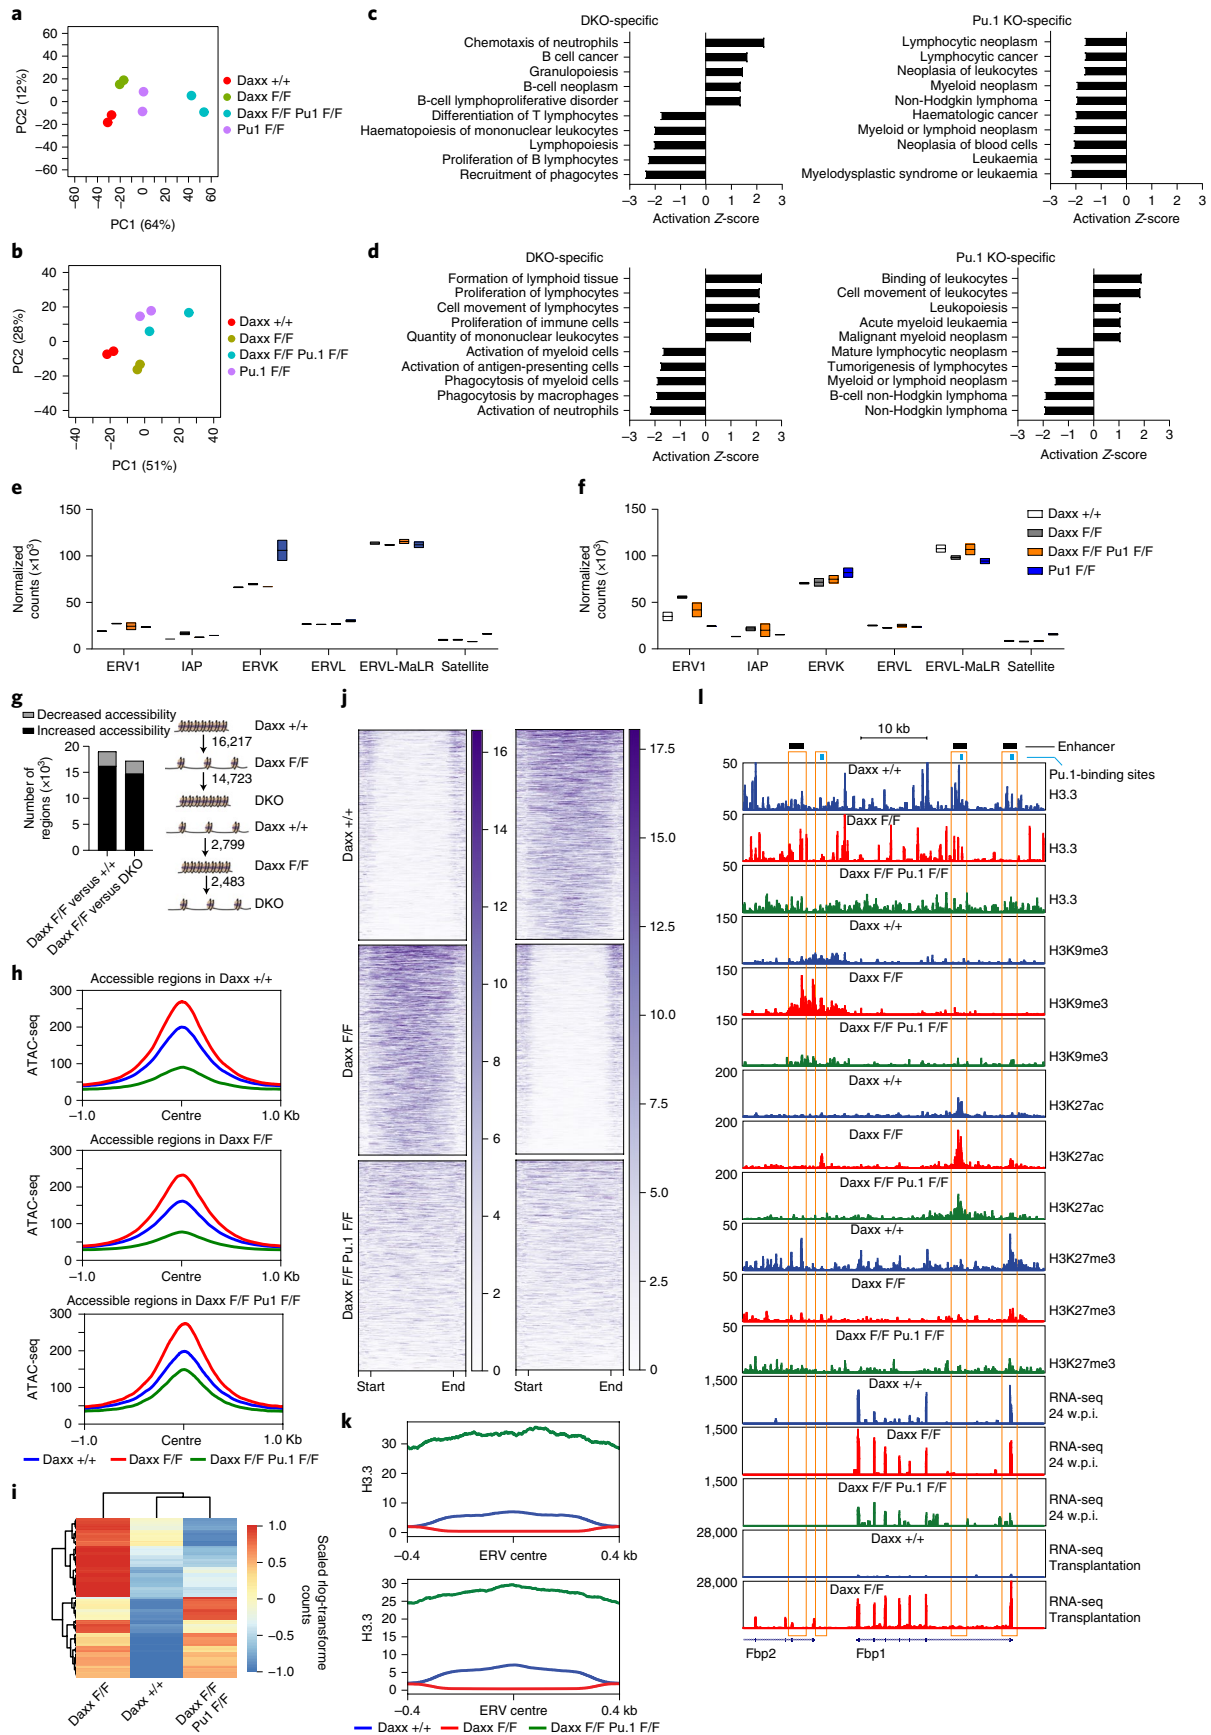 a
60
40
20
0
−20
−40
−60
PC2 (12%)
−60
−40
−20
0
20
40
60
PC1 (64%)
Daxx +/+
Daxx F/F
Daxx F/F Pu1 F/F
Pu1 F/F
b
40
20
0
−20
−40
PC2 (28%)
−40
−20
0
20
40
PC1 (51%)
Daxx +/+
Daxx F/F
Daxx F/F Pu.1 F/F
Pu.1 F/F
c
DKO-specific
Chemotaxis of neutrophils
B cell cancer
Granulopoiesis
B-cell neoplasm
B-cell lymphoproliferative disorder
Differentiation of T lymphocytes
Haematopoiesis of mononuclear leukocytes
Lymphopoiesis
Proliferation of B lymphocytes
Recruitment of phagocytes
−3 −2 −1 0 1 2 3
Activation Z-score
Pu.1 KO-specific
Lymphocytic neoplasm
Lymphocytic cancer
Neoplasia of leukocytes
Myeloid neoplasm
Non-Hodgkin lymphoma
Haematologic cancer
Myeloid or lymphoid neoplasm
Neoplasia of blood cells
Leukaemia
Myelodysplastic syndrome or leukaemia
−3 −2 −1 0 1 2 3
Activation Z-score
d
DKO-specific
Formation of lymphoid tissue
Proliferation of lymphocytes
Cell movement of lymphocytes
Proliferation of immune cells
Quantity of mononuclear leukocytes
Activation of myeloid cells
Activation of antigen-presenting cells
Phagocytosis of myeloid cells
Phagocytosis by macrophages
Activation of neutrophils
−3 −2 −1 0 1 2 3
Activation Z-score
Pu.1 KO-specific
Binding of leukocytes
Cell movement of leukocytes
Leukopoiesis
Acute myeloid leukaemia
Malignant myeloid neoplasm
Mature lymphocytic neoplasm
Tumorigenesis of lymphocytes
Myeloid or lymphoid neoplasm
B-cell non-Hodgkin lymphoma
Non-Hodgkin lymphoma
−3 −2 −1 0 1 2 3
Activation Z-score
e
150
100
50
0
Normalized
counts (×10³)
ERV1 IAP ERVK ERVL ERVL-MaLR Satellite
f
150
100
50
0
Normalized
counts (×10³)
ERV1 IAP ERVK ERVL ERVL-MaLR Satellite
Daxx +/+
Daxx F/F
Daxx F/F Pu1 F/F
Pu1 F/F
g
Decreased accessibility
Increased accessibility
20
15
10
5
0
Number of
regions (×10³)
Daxx F/F versus +/+
Daxx F/F versus DKO
Daxx +/+
16,217
Daxx F/F
14,723
DKO
Daxx +/+
2,799
Daxx F/F
2,483
DKO
h
Accessible regions in Daxx +/+
300
200
100
0
ATAC-seq
−1.0 Centre 1.0 Kb
Accessible regions in Daxx F/F
300
200
100
0
ATAC-seq
−1.0 Centre 1.0 Kb
Accessible regions in Daxx F/F Pu1 F/F
300
200
100
0
ATAC-seq
−1.0 Centre 1.0 Kb
Daxx +/+ Daxx F/F Daxx F/F Pu.1 F/F
i
1.0
0.5
0
−0.5
−1.0
Scaled rlog-transforme
counts
Daxx F/F
Daxx +/+
Daxx F/F
Pu1 F/F
j
Daxx +/+
Daxx F/F
Daxx F/F Pu.1 F/F
Start End
16
14
12
10
8
6
4
2
0
Start End
17.5
15.0
12.5
10.0
7.5
5.0
2.5
0
k
30
20
10
0
H3.3
−0.4 ERV centre 0.4 kb
30
25
20
15
10
5
0
H3.3
−0.4 ERV centre 0.4 kb
Daxx +/+ Daxx F/F Daxx F/F Pu.1 F/F
l
10 kb
Enhancer
Pu.1-binding sites
50
Daxx +/+
H3.3
50
Daxx F/F
H3.3
50
Daxx F/F Pu.1 F/F
H3.3
150
Daxx +/+
H3K9me3
150
Daxx F/F
H3K9me3
150
Daxx F/F Pu.1 F/F
H3K9me3
200
Daxx +/+
H3K27ac
200
Daxx F/F
H3K27ac
200
Daxx F/F Pu.1 F/F
H3K27ac
50
Daxx +/+
H3K27me3
50
Daxx F/F
H3K27me3
50
Daxx F/F Pu.1 F/F
H3K27me3
1,500
Daxx +/+
RNA-seq
24 w.p.i.
1,500
Daxx F/F
RNA-seq
24 w.p.i.
1,500
Daxx F/F Pu.1 F/F
RNA-seq
24 w.p.i.
28,000
Daxx +/+
RNA-seq
Transplantation
28,000
Daxx F/F
RNA-seq
Transplantation
Fbp2 Fbp1